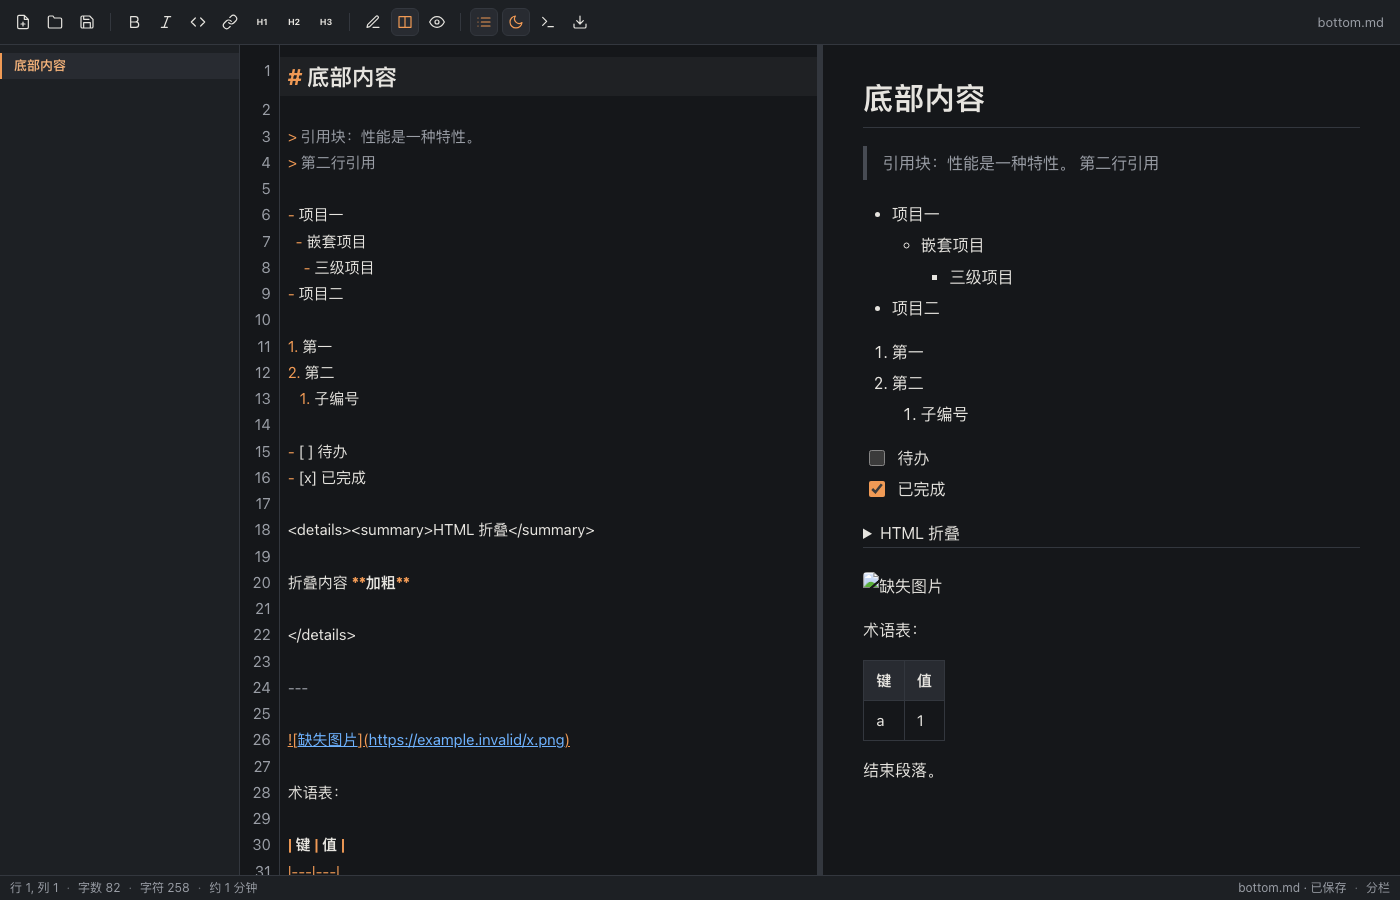 H1 H2 H3 bottom.md
底部内容
1 # 底部内容
2
3 > 引用块：性能是一种特性。
4 > 第二行引用
5
6 - 项目一
7 - 嵌套项目
8 - 三级项目
9 - 项目二
10
11 1. 第一
12 2. 第二
13 1. 子编号
14
15 - [ ] 待办
16 - [x] 已完成
17
18 <details><summary>HTML 折叠</summary>
19
20 折叠内容 **加粗**
21
22 </details>
23
24 ---
25
26 ![缺失图片](https://example.invalid/x.png)
27
28 术语表：
29
30 | 键 | 值 |
31 |---|---|
底部内容
引用块：性能是一种特性。 第二行引用
• 项目一
◦ 嵌套项目
▪ 三级项目
• 项目二
1. 第一
2. 第二
1. 子编号
待办
已完成
▶ HTML 折叠
缺失图片
术语表：
键 值
a 1
结束段落。
行 1, 列 1 · 字数 82 · 字符 258 · 约 1 分钟 bottom.md · 已保存 · 分栏